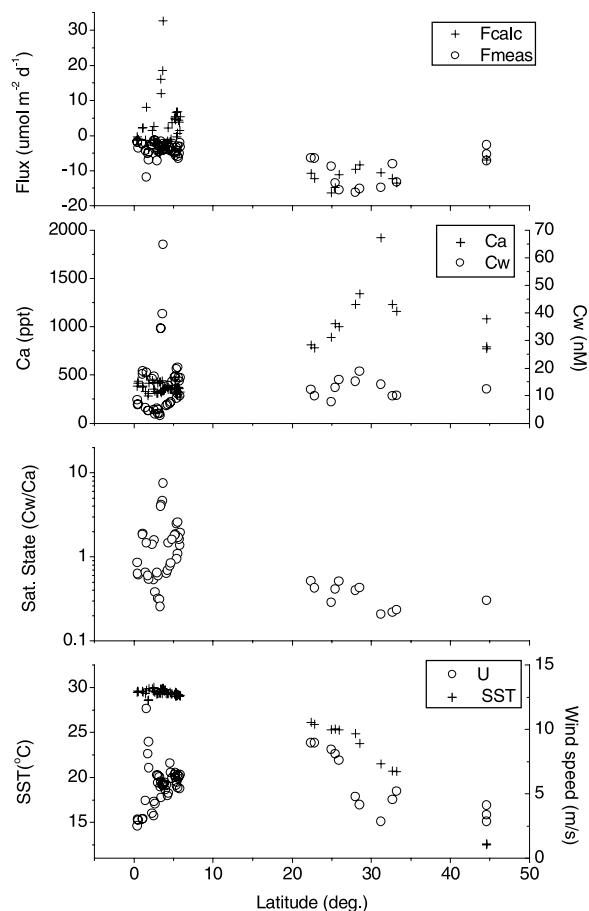 + Fcalc
○ Fmeas
Flux (umol m⁻² d⁻¹)
30
20
10
0
-10
-20
+ Ca
○ Cw
Ca (ppt)
2000
1500
1000
500
0
Cw (nM)
70
60
50
40
30
20
10
0
Sat. State (Cw/Ca)
10
1
0.1
○ U
+ SST
SST(°C)
30
25
20
15
Wind speed (m/s)
15
10
5
0
0 10 20 30 40 50
Latitude (deg.)